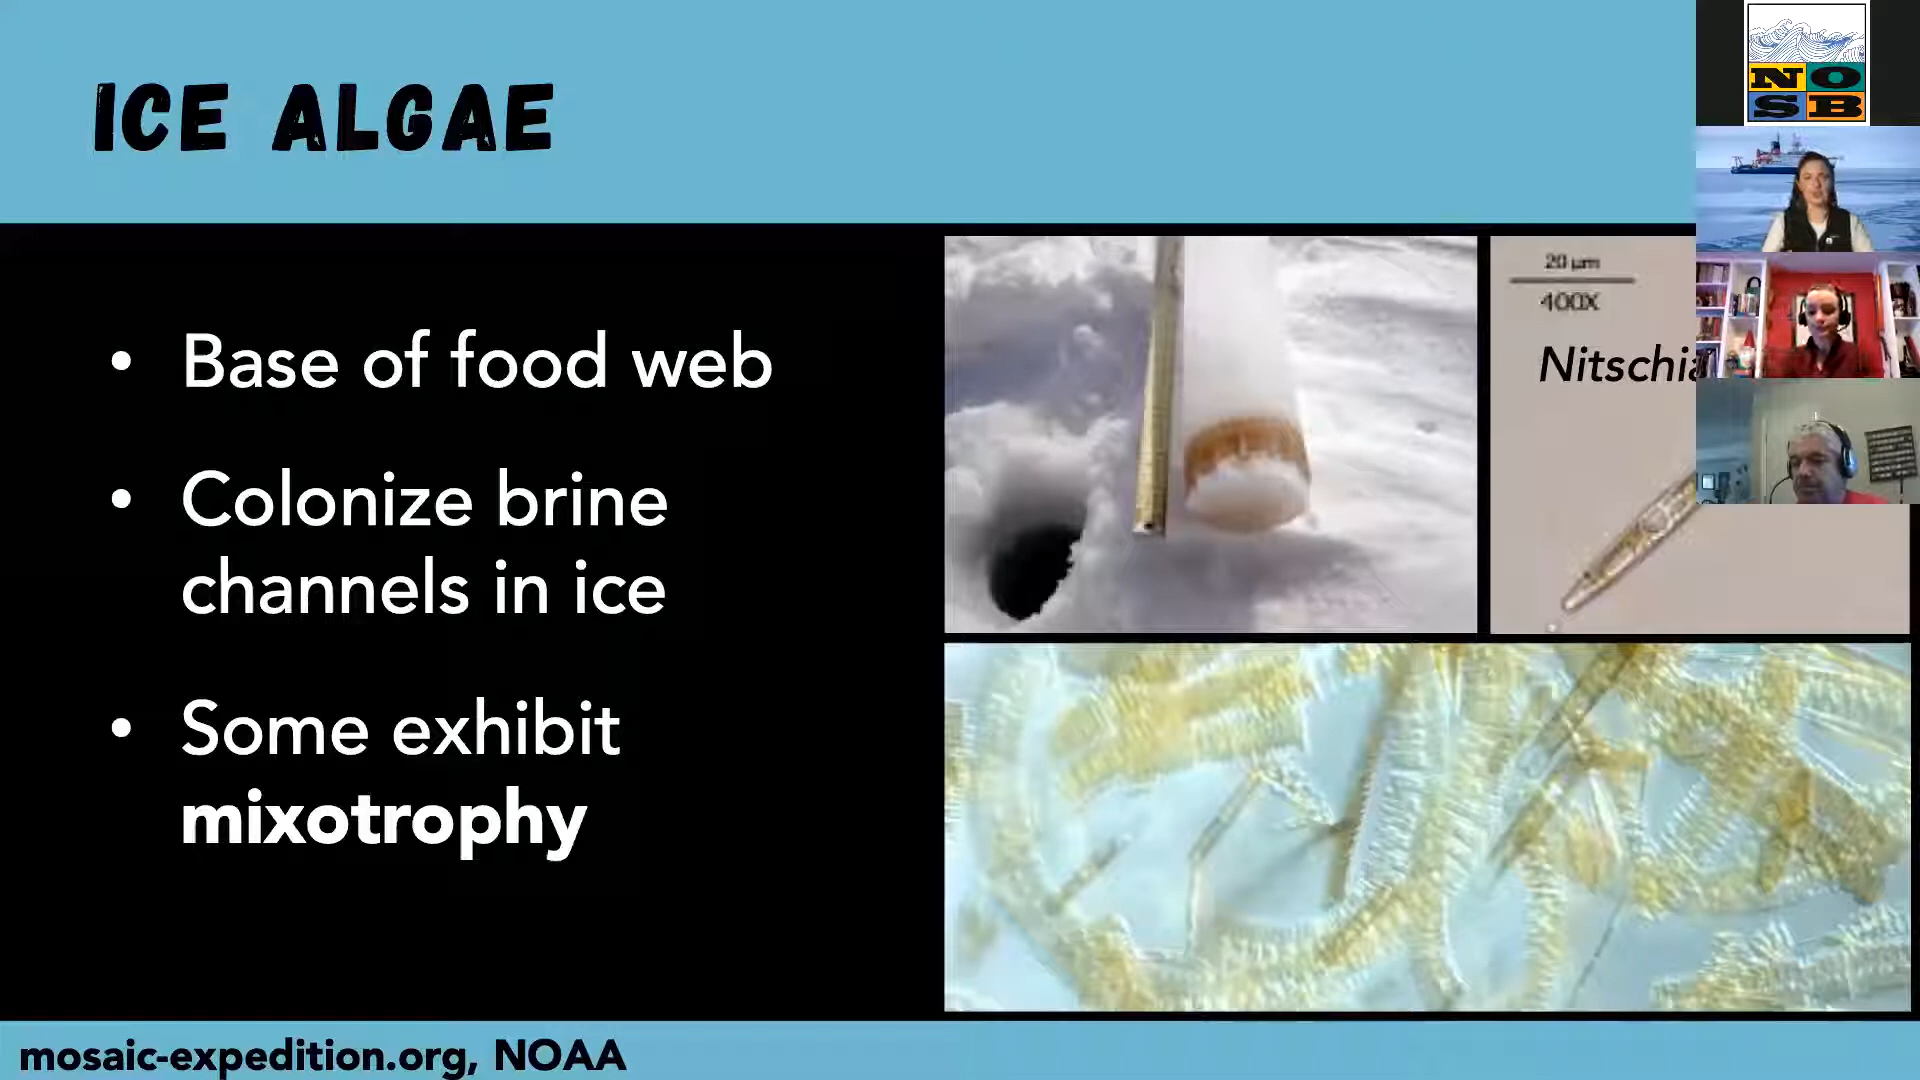 ICE ALGAE
• Base of food web
• Colonize brine
channels in ice
• Some exhibit
mixotrophy
20 µm
400X
Nitschia
mosaic-expedition.org, NOAA
N O
S B